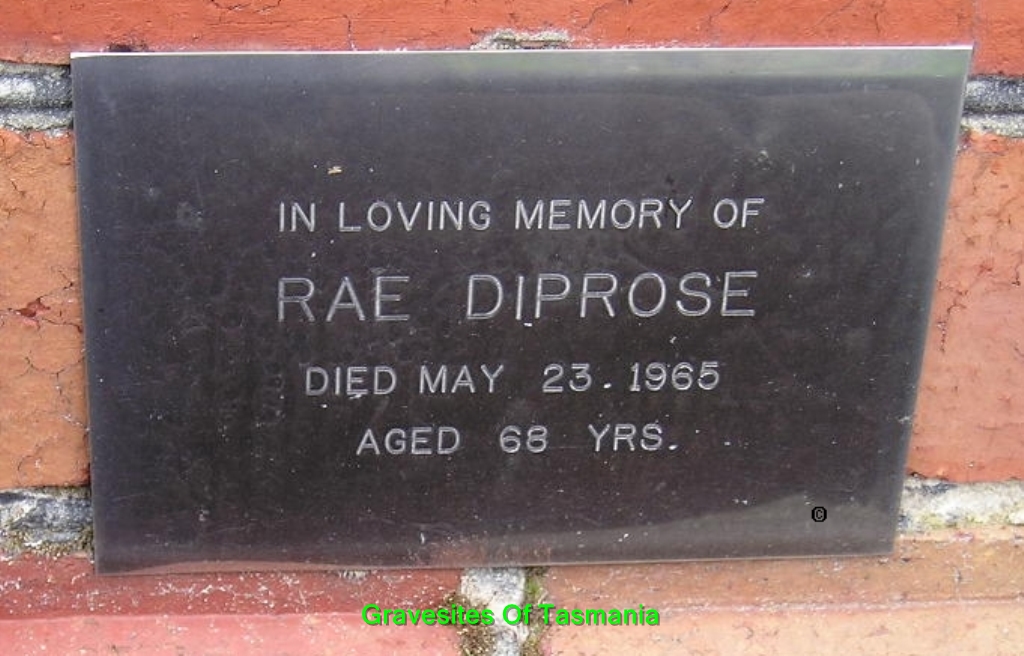 IN LOVING MEMORY OF
RAE DIPROSE
DIED MAY 23. 1965
AGED 68 YRS.
©
Gravesites Of Tasmania